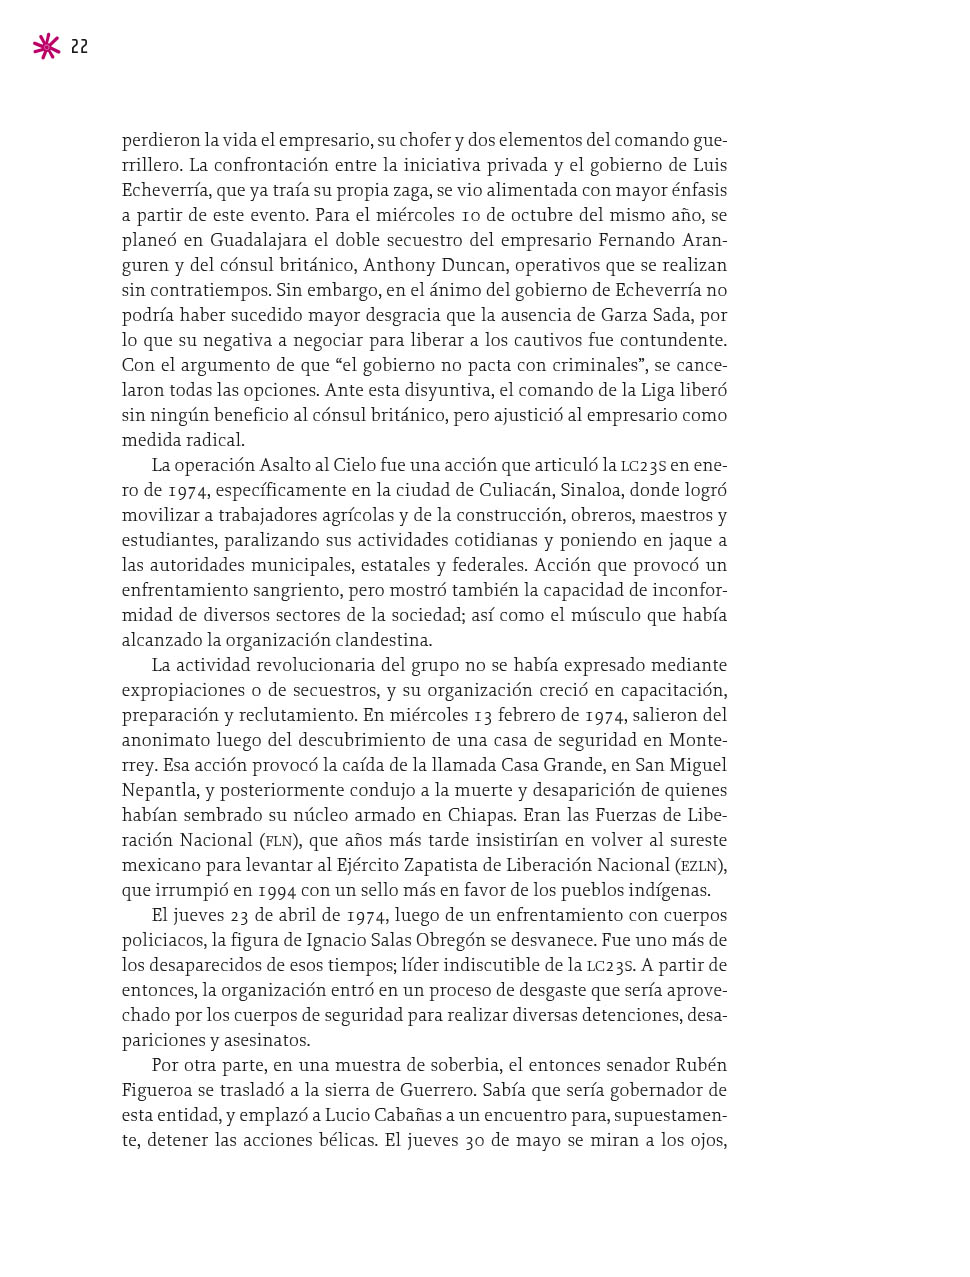 22
perdieron la vida el empresario, su chofer y dos elementos del comando gue-
rrillero. La confrontación entre la iniciativa privada y el gobierno de Luis
Echeverría, que ya traía su propia zaga, se vio alimentada con mayor énfasis
a partir de este evento. Para el miércoles 10 de octubre del mismo año, se
planeó en Guadalajara el doble secuestro del empresario Fernando Aran-
guren y del cónsul británico, Anthony Duncan, operativos que se realizan
sin contratiempos. Sin embargo, en el ánimo del gobierno de Echeverría no
podría haber sucedido mayor desgracia que la ausencia de Garza Sada, por
lo que su negativa a negociar para liberar a los cautivos fue contundente.
Con el argumento de que “el gobierno no pacta con criminales”, se cance-
laron todas las opciones. Ante esta disyuntiva, el comando de la Liga liberó
sin ningún beneficio al cónsul británico, pero ajustició al empresario como
medida radical.
La operación Asalto al Cielo fue una acción que articuló la LC23S en ene-
ro de 1974, específicamente en la ciudad de Culiacán, Sinaloa, donde logró
movilizar a trabajadores agrícolas y de la construcción, obreros, maestros y
estudiantes, paralizando sus actividades cotidianas y poniendo en jaque a
las autoridades municipales, estatales y federales. Acción que provocó un
enfrentamiento sangriento, pero mostró también la capacidad de inconfor-
midad de diversos sectores de la sociedad; así como el músculo que había
alcanzado la organización clandestina.
La actividad revolucionaria del grupo no se había expresado mediante
expropiaciones o de secuestros, y su organización creció en capacitación,
preparación y reclutamiento. En miércoles 13 febrero de 1974, salieron del
anonimato luego del descubrimiento de una casa de seguridad en Monte-
rrey. Esa acción provocó la caída de la llamada Casa Grande, en San Miguel
Nepantla, y posteriormente condujo a la muerte y desaparición de quienes
habían sembrado su núcleo armado en Chiapas. Eran las Fuerzas de Libe-
ración Nacional (FLN), que años más tarde insistirían en volver al sureste
mexicano para levantar al Ejército Zapatista de Liberación Nacional (EZLN),
que irrumpió en 1994 con un sello más en favor de los pueblos indígenas.
El jueves 23 de abril de 1974, luego de un enfrentamiento con cuerpos
policiacos, la figura de Ignacio Salas Obregón se desvanece. Fue uno más de
los desaparecidos de esos tiempos; líder indiscutible de la LC23S. A partir de
entonces, la organización entró en un proceso de desgaste que sería aprove-
chado por los cuerpos de seguridad para realizar diversas detenciones, desa-
pariciones y asesinatos.
Por otra parte, en una muestra de soberbia, el entonces senador Rubén
Figueroa se trasladó a la sierra de Guerrero. Sabía que sería gobernador de
esta entidad, y emplazó a Lucio Cabañas a un encuentro para, supuestamen-
te, detener las acciones bélicas. El jueves 30 de mayo se miran a los ojos,